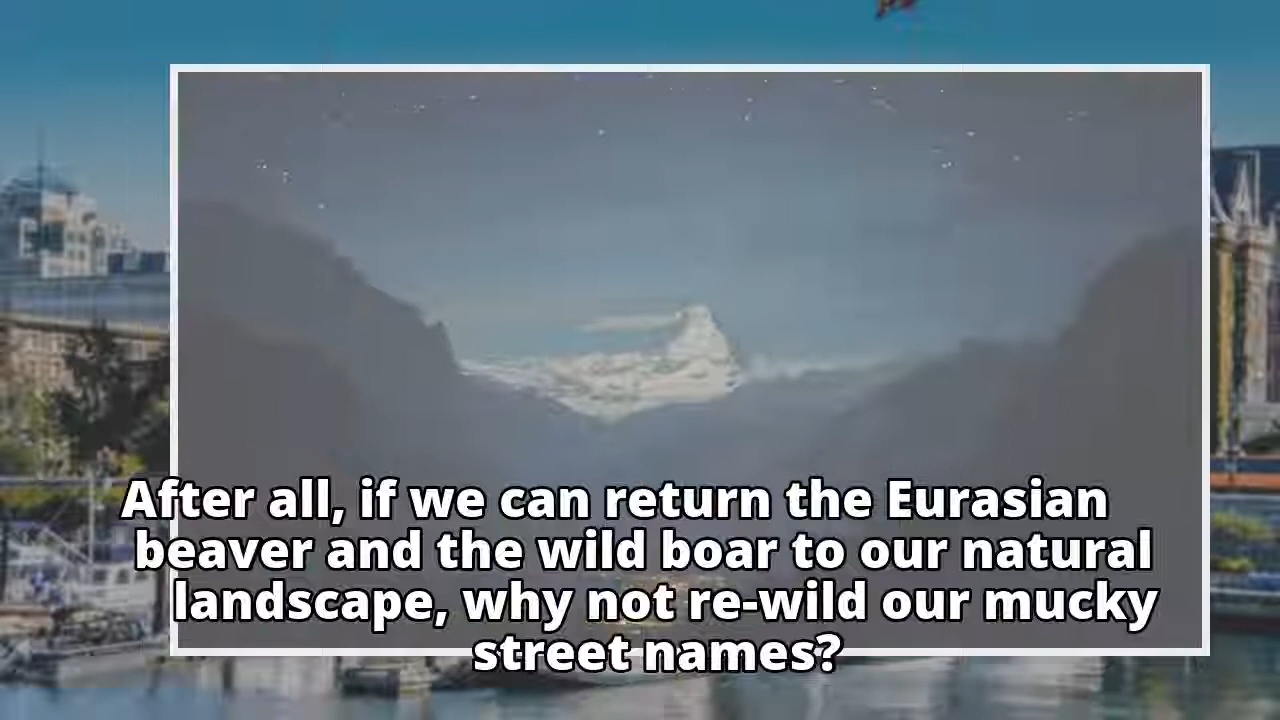 After all, if we can return the Eurasian
beaver and the wild boar to our natural
landscape, why not re-wild our mucky
street names?